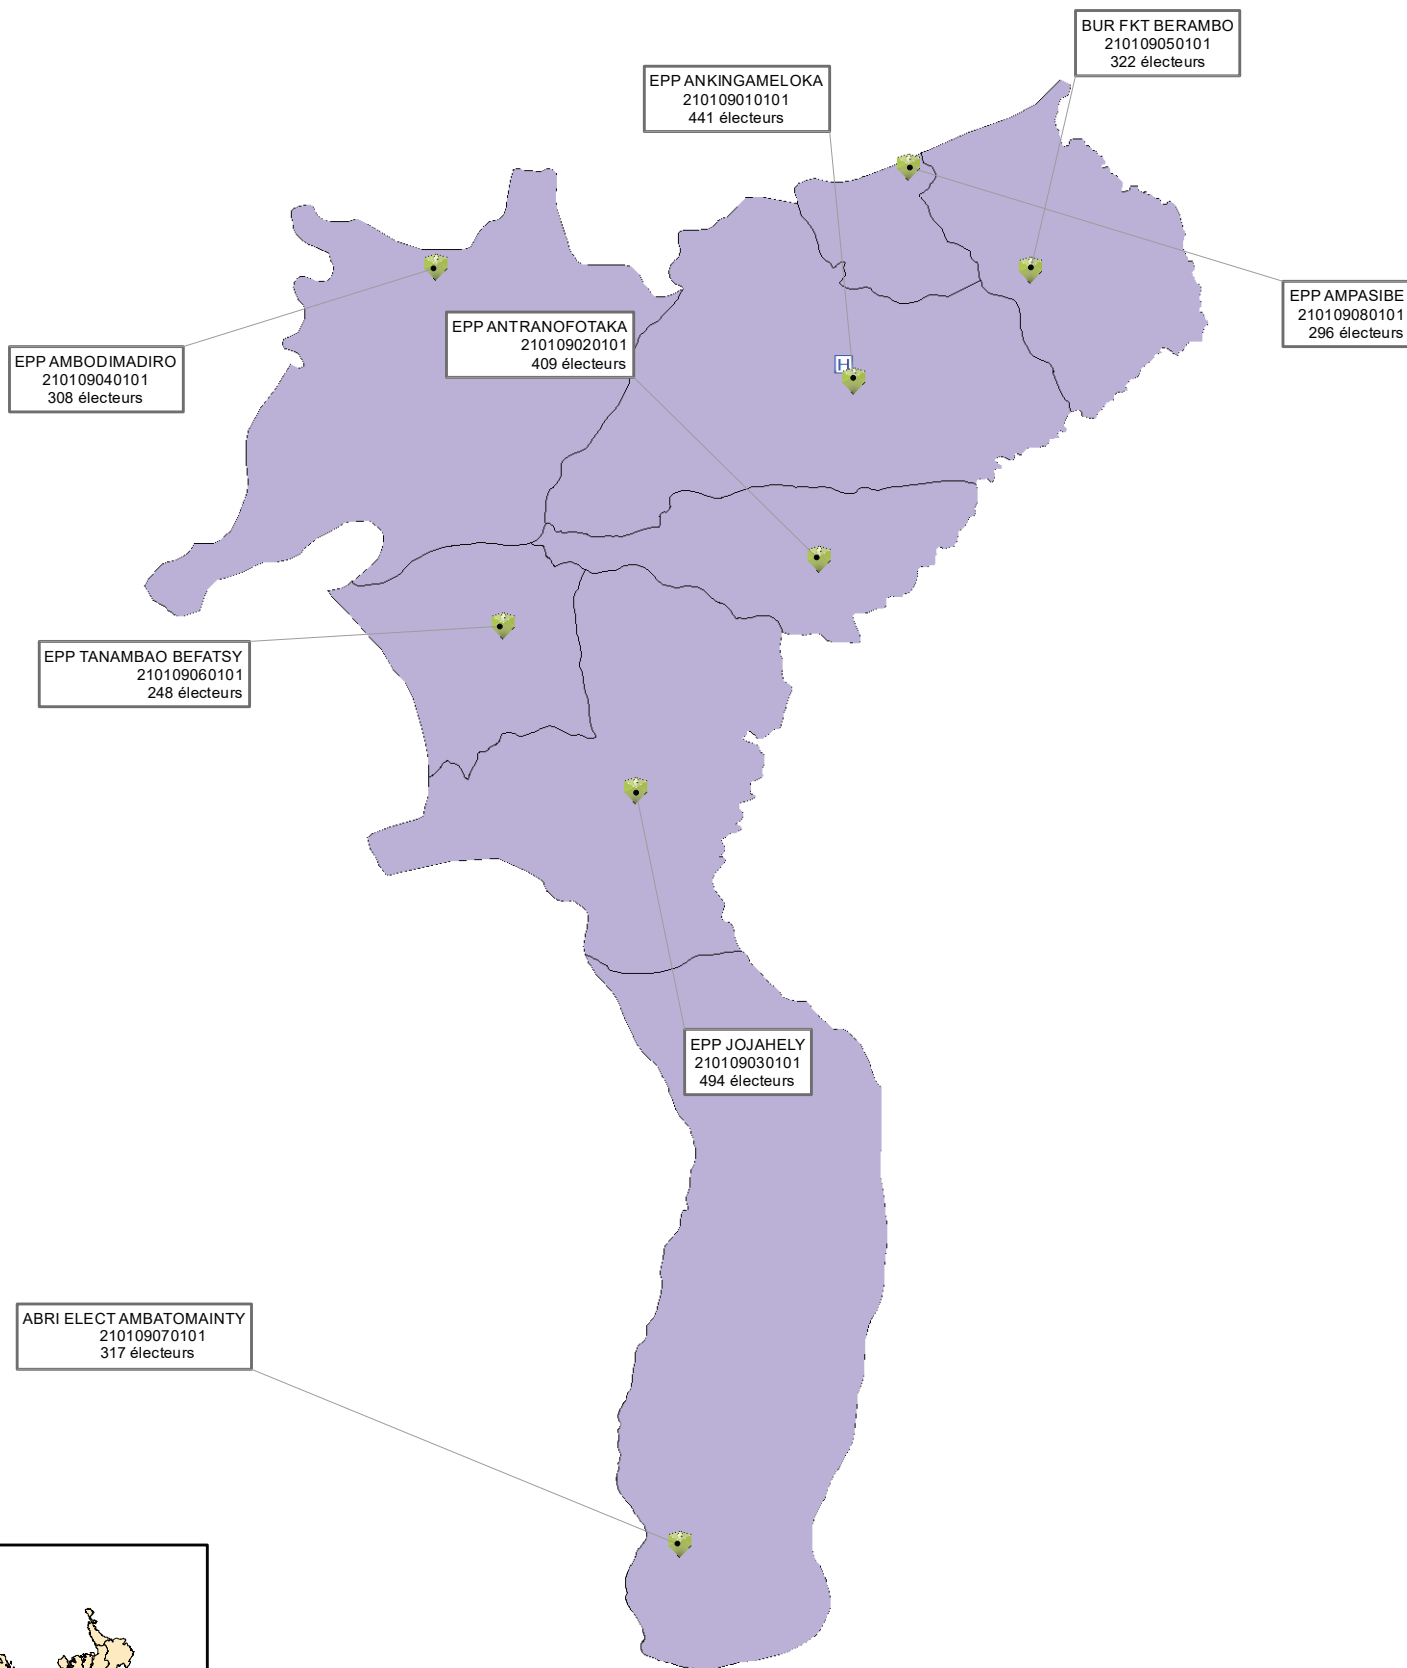 BUR FKT BERAMBO
210109050101
322 électeurs
EPP ANKINGAMELOKA
210109010101
441 électeurs
EPP AMPASIBE
210109080101
296 électeurs
EPP ANTRANOFOTAKA
210109020101
409 électeurs
EPP AMBODIMADIRO
210109040101
308 électeurs
H
EPP TANAMBAO BEFATSY
210109060101
248 électeurs
EPP JOJAHELY
210109030101
494 électeurs
ABRI ELECT AMBATOMAINTY
210109070101
317 électeurs